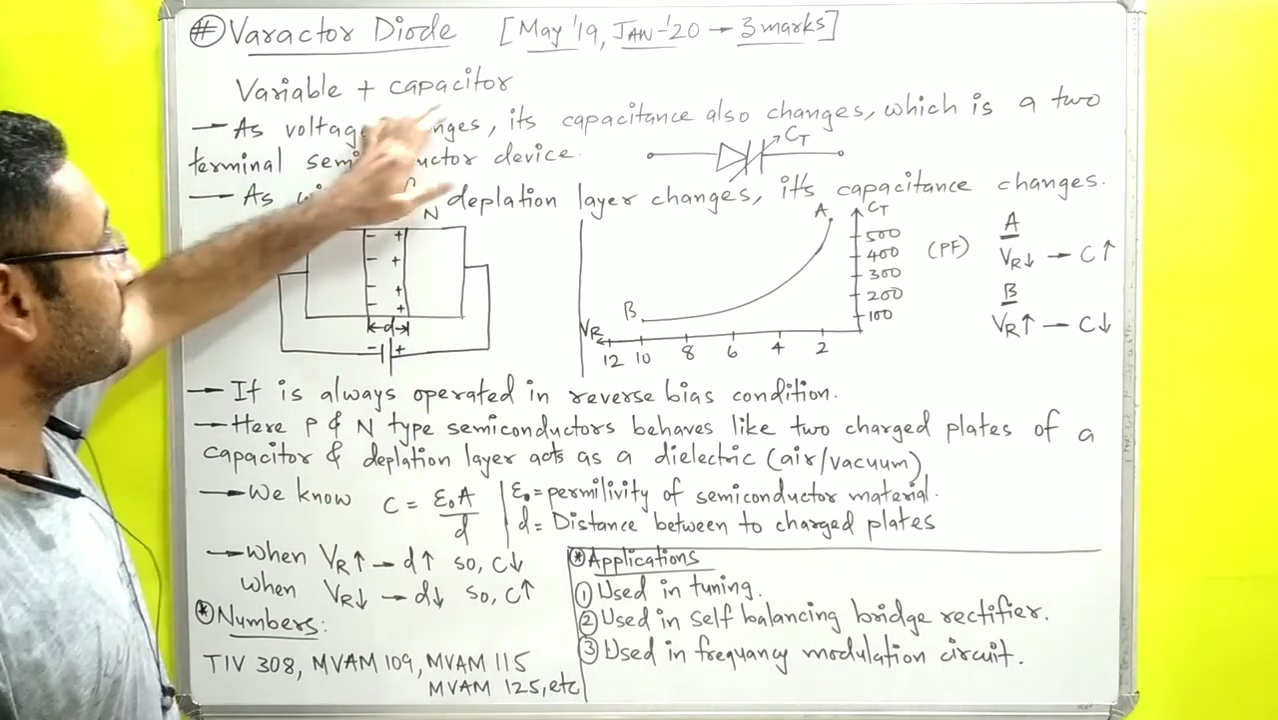 # Varactor Diode [May '19, JAN-'20 → 3 marks]
Variable + capacitor
— As voltage changes, its capacitance also changes, which is a two
terminal semiconductor device. CT
— As depletion layer changes, it's capacitance changes.
N
- +
- +
- +
- +
d
- +
A CT
500
400 (PF)
300
200
100
B
VR
12 10 8 6 4 2
A
VR↓ → C↑
B
VR↑ — C↓
→ It is always operated in reverse bias condition.
→ Here P & N type semiconductors behaves like two charged plates of a
capacitor & deplation layer acts as a dielectric (air/vacuum)
→ We know C = ε₀A/d | ε₀ = permilivity of semiconductor material.
d = Distance between to charged plates
→ When VR↑ → d↑ so, C↓
when VR↓ → d↓ so, C↑
* Numbers:
TIV 308, MVAM 109, MVAM 115
MVAM 125, etc
* Applications
① Used in tuning.
② Used in self balancing bridge rectifier.
③ Used in frequancy modulation circuit.